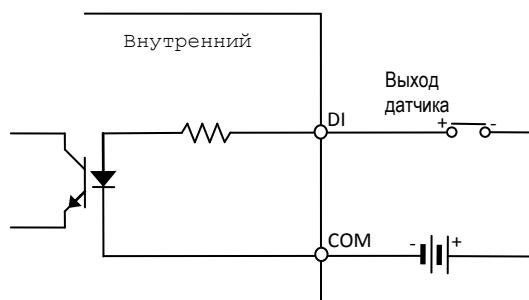 Внутренний
Выход
датчика
DI
+ -
COM
- +